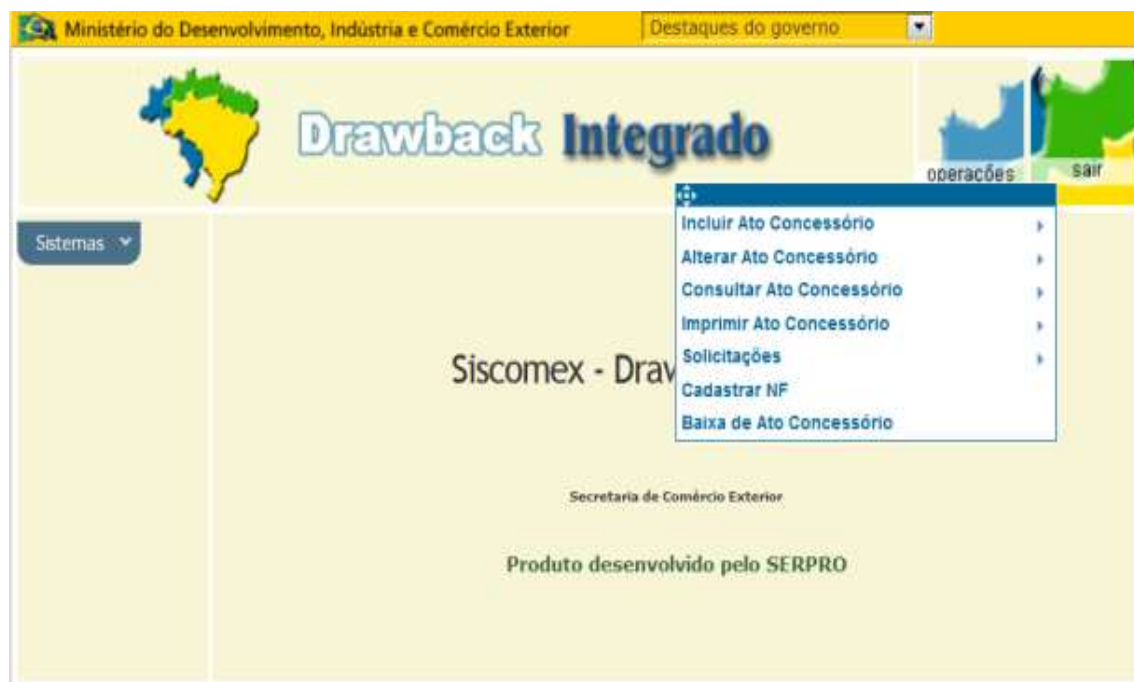 Ministério do Desenvolvimento, Indústria e Comércio Exterior
Destaques do governo
Drawback Integrado
operações
sair
Sistemas
Incluir Ato Concessório
Alterar Ato Concessório
Consultar Ato Concessório
Imprimir Ato Concessório
Solicitações
Cadastrar NF
Baixa de Ato Concessório
Siscomex -
Secretaria de Comércio Exterior
Produto desenvolvido pelo SERPRO